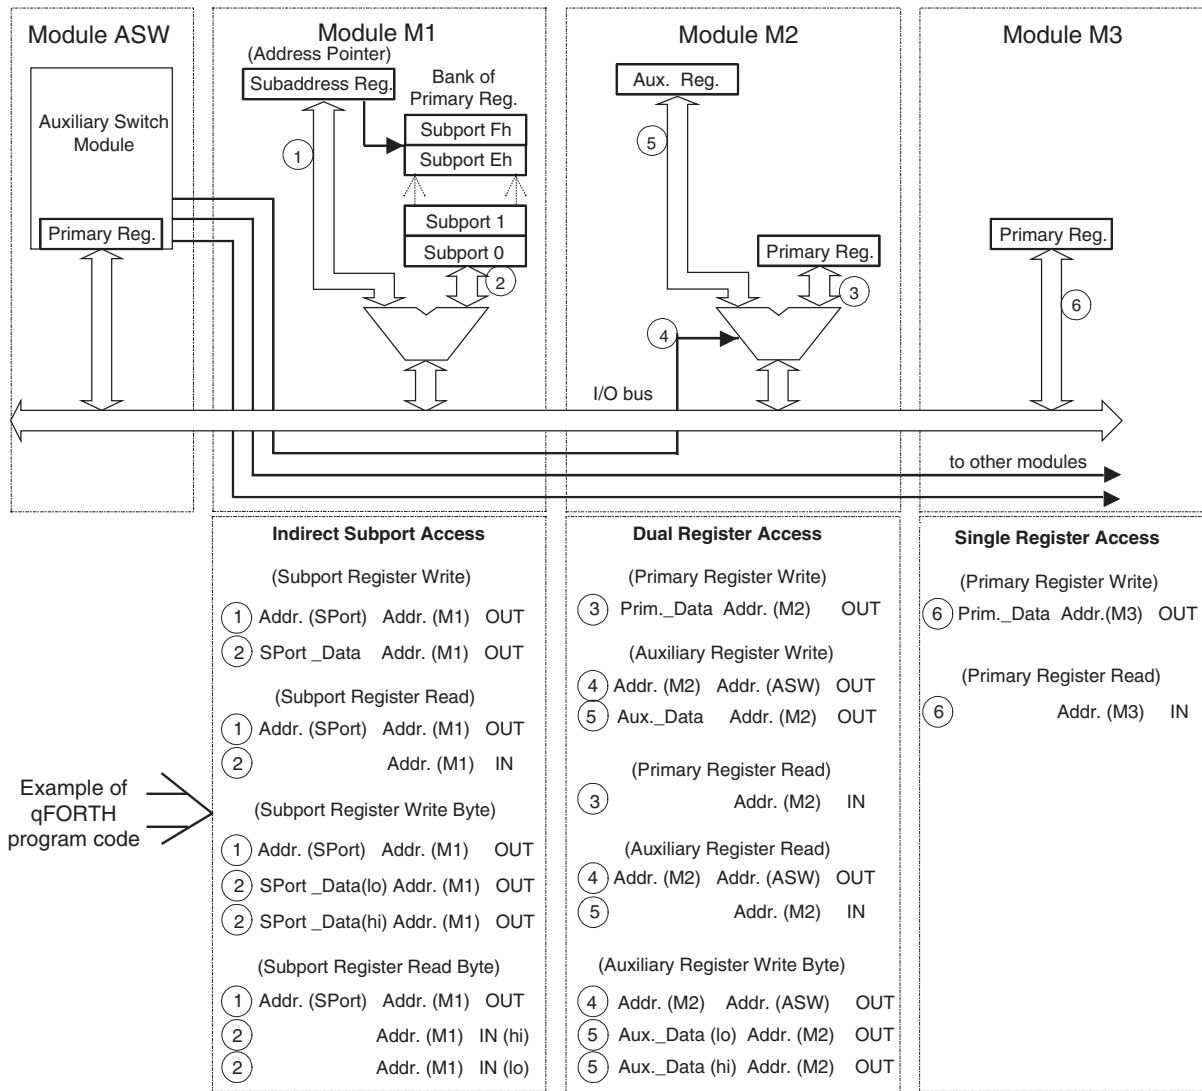 Module ASW
Module M1
Module M2
Module M3
Auxiliary Switch
Module
Primary Reg.
(Address Pointer)
Subaddress Reg.
Bank of
Primary Reg.
Subport Fh
Subport Eh
Subport 1
Subport 0
1
2
Aux. Reg.
5
Primary Reg.
3
4
Primary Reg.
6
I/O bus
to other modules
Example of
qFORTH
program code
Indirect Subport Access
(Subport Register Write)
1 Addr. (SPort) Addr. (M1) OUT
2 SPort _Data Addr. (M1) OUT
(Subport Register Read)
1 Addr. (SPort) Addr. (M1) OUT
2 Addr. (M1) IN
(Subport Register Write Byte)
1 Addr. (SPort) Addr. (M1) OUT
2 SPort _Data(lo) Addr. (M1) OUT
2 SPort _Data(hi) Addr. (M1) OUT
(Subport Register Read Byte)
1 Addr. (SPort) Addr. (M1) OUT
2 Addr. (M1) IN (hi)
2 Addr. (M1) IN (lo)
Dual Register Access
(Primary Register Write)
3 Prim._Data Addr. (M2) OUT
(Auxiliary Register Write)
4 Addr. (M2) Addr. (ASW) OUT
5 Aux._Data Addr. (M2) OUT
(Primary Register Read)
3 Addr. (M2) IN
(Auxiliary Register Read)
4 Addr. (M2) Addr. (ASW) OUT
5 Addr. (M2) IN
(Auxiliary Register Write Byte)
4 Addr. (M2) Addr. (ASW) OUT
5 Aux._Data (lo) Addr. (M2) OUT
5 Aux._Data (hi) Addr. (M2) OUT
Single Register Access
(Primary Register Write)
6 Prim._Data Addr.(M3) OUT
(Primary Register Read)
6 Addr. (M3) IN